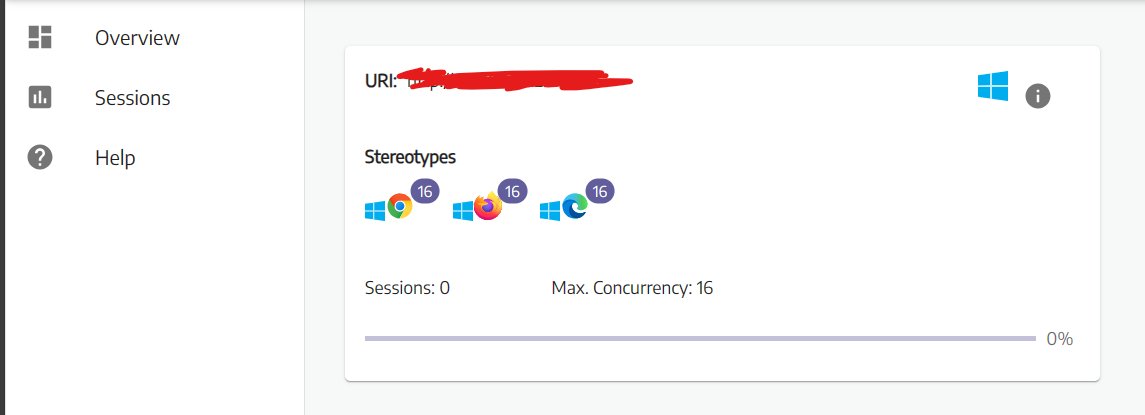 Overview
Sessions
Help
URI:
Stereotypes
16 16 16
Sessions: 0 Max. Concurrency: 16
0%